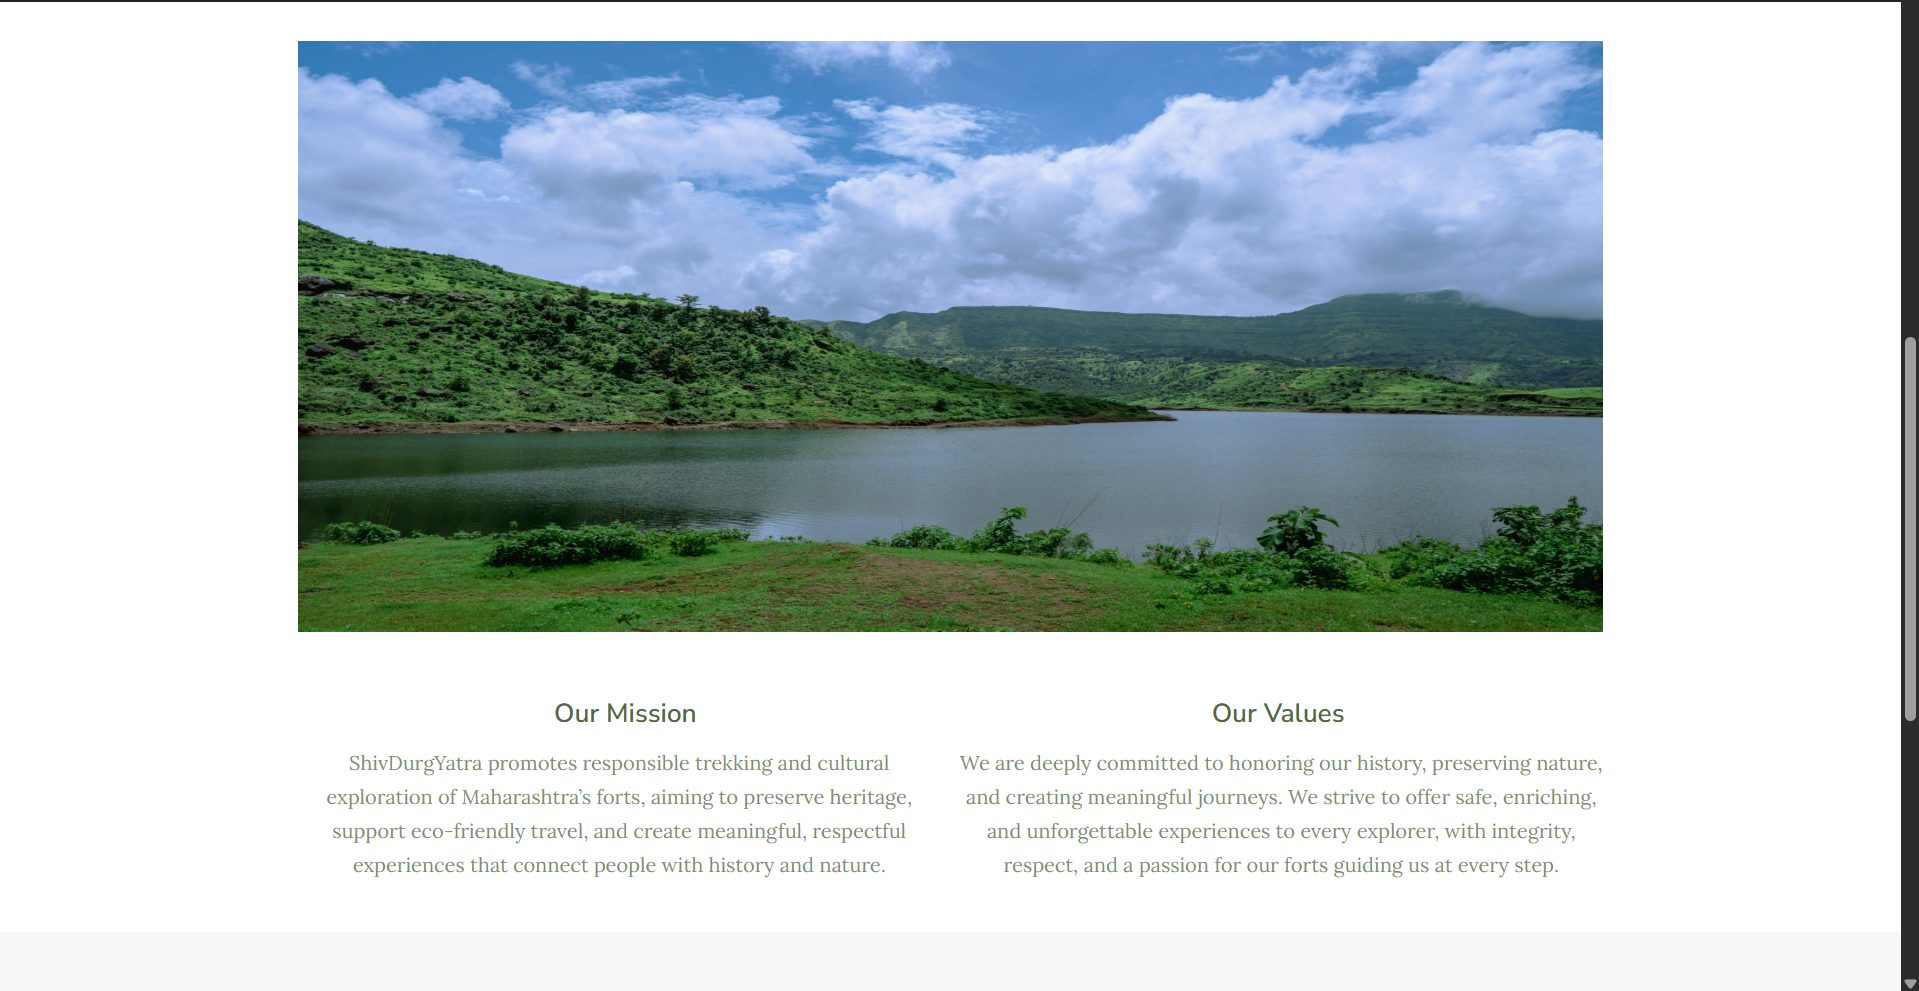 Our Mission
ShivDurgYatra promotes responsible trekking and cultural
exploration of Maharashtra’s forts, aiming to preserve heritage,
support eco-friendly travel, and create meaningful, respectful
experiences that connect people with history and nature.
Our Values
We are deeply committed to honoring our history, preserving nature,
and creating meaningful journeys. We strive to offer safe, enriching,
and unforgettable experiences to every explorer, with integrity,
respect, and a passion for our forts guiding us at every step.